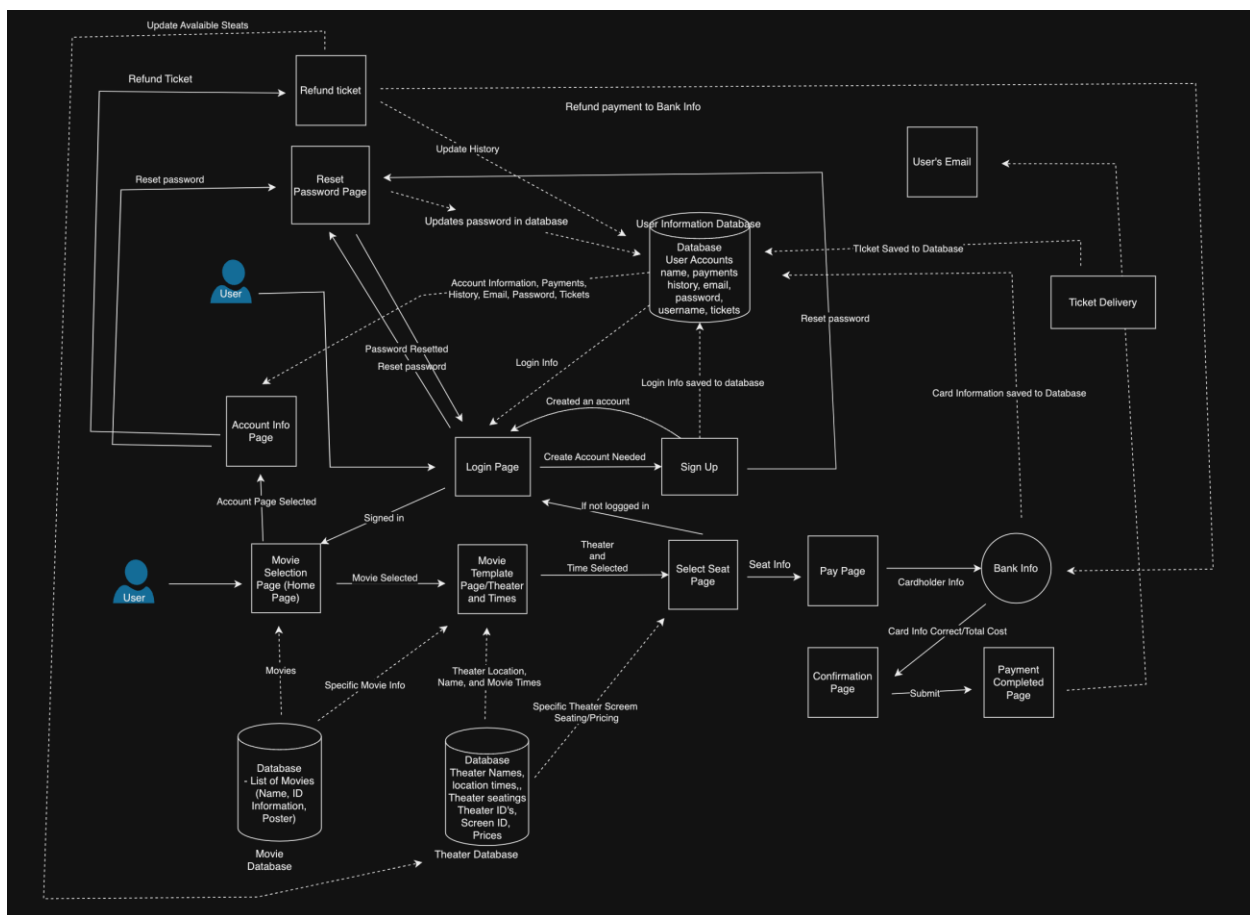 Update Avalaible Steats
Refund Ticket
Refund ticket
Refund payment to Bank Info
Update History
User's Email
Reset password
Reset
Password Page
Updates password in database
User Information Database
Database
User Accounts
name, payments
history, email,
password,
username, tickets
TIcket Saved to Database
Account Information, Payments,
History, Email, Password, Tickets
User
Ticket Delivery
Reset password
Password Resetted
Reset password
Login Info
Login Info saved to database
Card Information saved to Database
Created an account
Account Info
Page
Login Page
Create Account Needed
Sign Up
Account Page Selected
Signed in
If not loggged in
Theater
and
Time Selected
Movie
Selection
Page (Home
Page)
Movie Selected
Movie
Template
Page/Theater
and Times
Select Seat
Page
Seat Info
Pay Page
Cardholder Info
Bank Info
User
Card Info Correct/Total Cost
Movies
Specific Movie Info
Theater Location,
Name, and Movie Times
Confirmation
Page
Submit
Payment
Completed
Page
Specific Theater Screem
Seating/Pricing
Database
- List of Movies
(Name, ID
Information,
Poster)
Database
Theater Names,
location times,,
Theater seatings
Theater ID's,
Screen ID,
Prices
Movie
Database
Theater Database